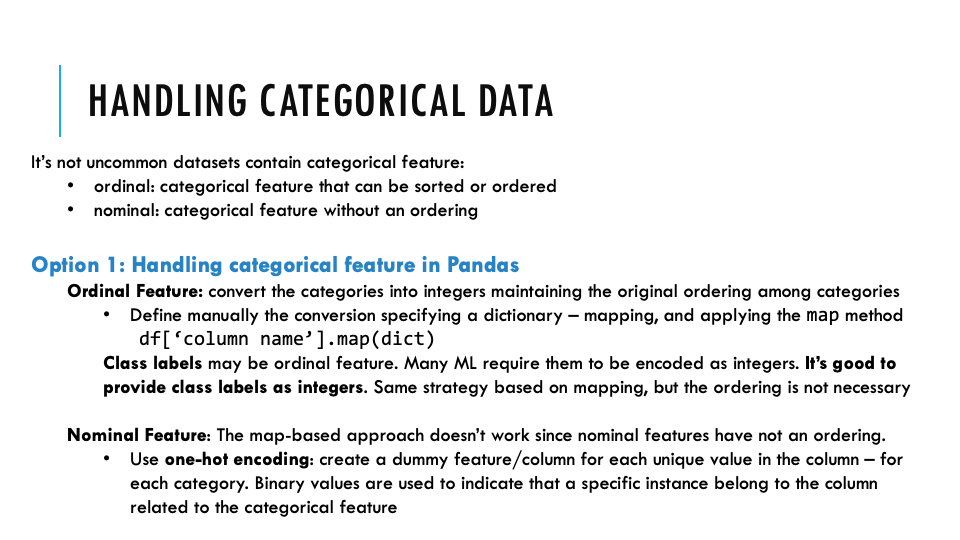 HANDLING CATEGORICAL DATA
It's not uncommon datasets contain categorical feature:
• ordinal: categorical feature that can be sorted or ordered
• nominal: categorical feature without an ordering
Option 1: Handling categorical feature in Pandas
Ordinal Feature: convert the categories into integers maintaining the original ordering among categories
• Define manually the conversion specifying a dictionary – mapping, and applying the map method
df[‘column name’].map(dict)
Class labels may be ordinal feature. Many ML require them to be encoded as integers. It's good to
provide class labels as integers. Same strategy based on mapping, but the ordering is not necessary
Nominal Feature: The map-based approach doesn't work since nominal features have not an ordering.
• Use one-hot encoding: create a dummy feature/column for each unique value in the column – for
each category. Binary values are used to indicate that a specific instance belong to the column
related to the categorical feature